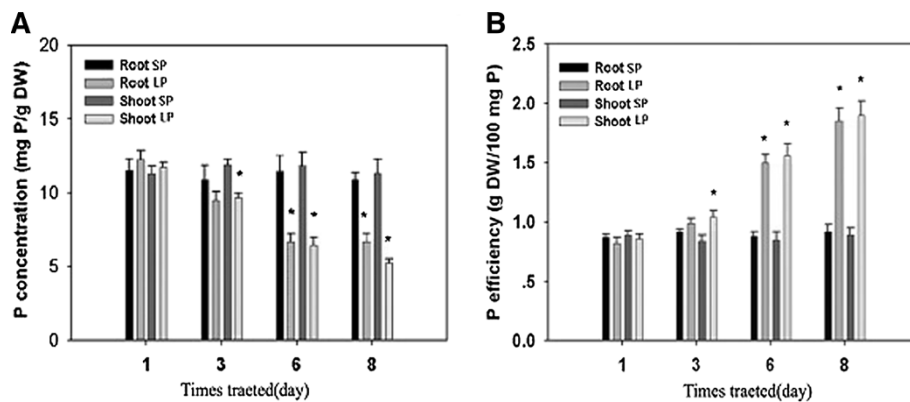 A
P concentration (mg P/g DW)
20
15
10
5
0
Root SP
Root LP
Shoot SP
Shoot LP
*
*
*
*
*
1
3
6
8
Times tracted(day)
B
P efficiency (g DW/100 mg P)
2.5
2.0
1.5
1.0
.5
0.0
Root SP
Root LP
Shoot SP
Shoot LP
*
*
*
*
*
1
3
6
8
Times tracted(day)